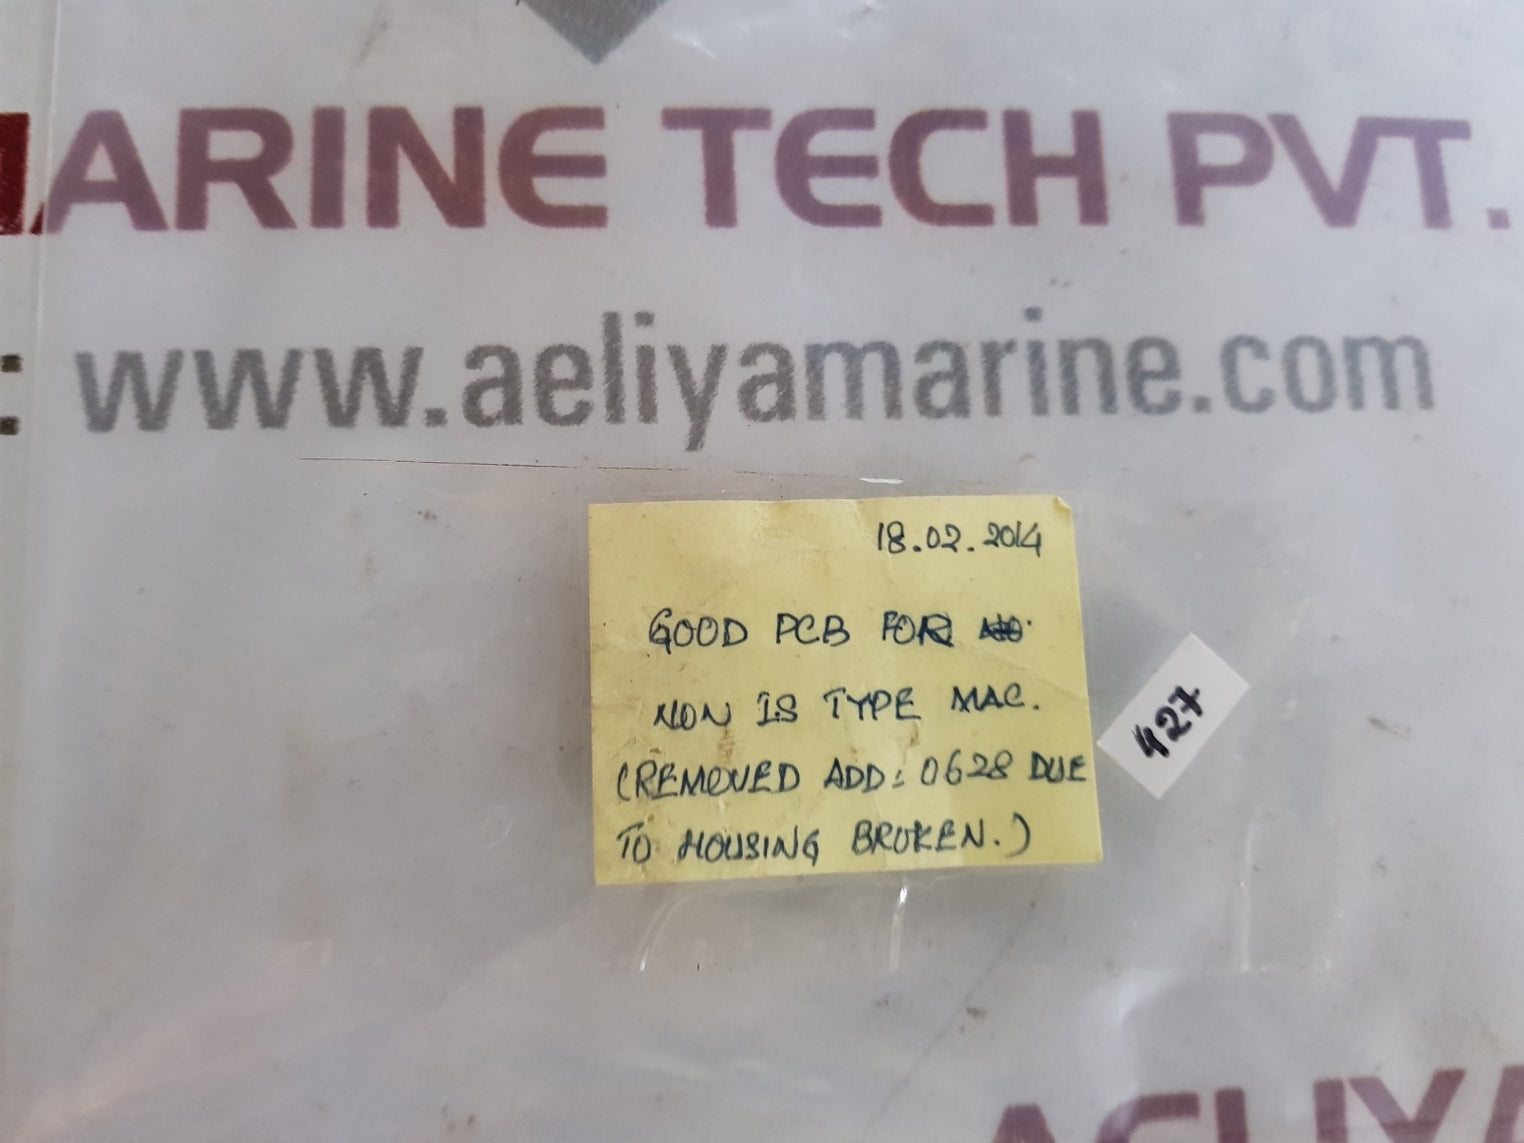 ARINE TECH PVT.
www.aeliyamarine.com
18.02.2014
GOOD PCB FOR
NON IS TYPE MAC.
(REMOVED ADD: 0628 DUE
TO HOUSING BROKEN.)
427